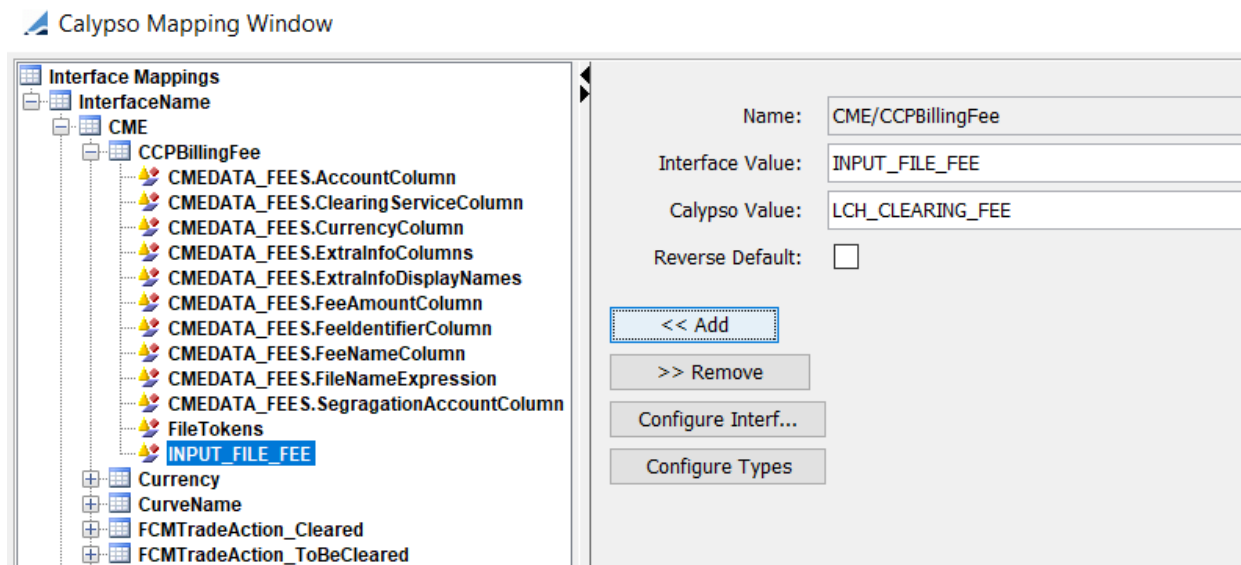 Calypso Mapping Window
Interface Mappings
InterfaceName
CME
CCPBillingFee
CMEDATA_FEES.AccountColumn
CMEDATA_FEES.ClearingServiceColumn
CMEDATA_FEES.CurrencyColumn
CMEDATA_FEES.ExtraInfoColumns
CMEDATA_FEES.ExtraInfoDisplayNames
CMEDATA_FEES.FeeAmountColumn
CMEDATA_FEES.FeeIdentifierColumn
CMEDATA_FEES.FeeNameColumn
CMEDATA_FEES.FileNameExpression
CMEDATA_FEES.SegragationAccountColumn
FileTokens
INPUT_FILE_FEE
Currency
CurveName
FCMTradeAction_Cleared
FCMTradeAction_ToBeCleared
Name: CME/CCPBillingFee
Interface Value: INPUT_FILE_FEE
Calypso Value: LCH_CLEARING_FEE
Reverse Default:
<< Add
>> Remove
Configure Interf...
Configure Types